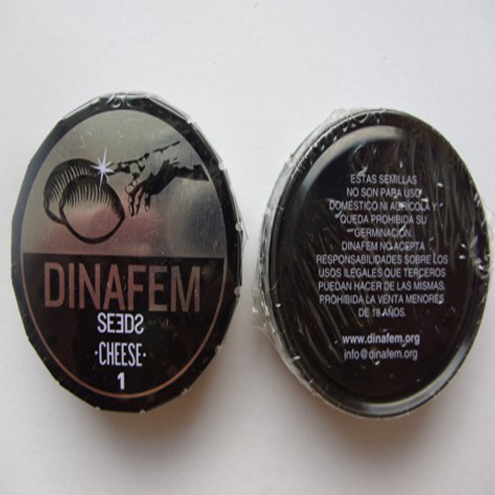 DINAFEM
SEEDS
·CHEESE·
1
ESTAS SEMILLAS
NO SON PARA USO
DOMÉSTICO NI AGRÍCOLA Y
QUEDA PROHIBIDA SU
GERMINACIÓN.
DINAFEM NO ACEPTA
RESPONSABILIDADES SOBRE LOS
USOS ILEGALES QUE TERCEROS
PUEDAN HACER DE LAS MISMAS.
PROHIBIDA LA VENTA MENORES
DE 18 AÑOS.
www.dinafem.org
info@dinafem.org